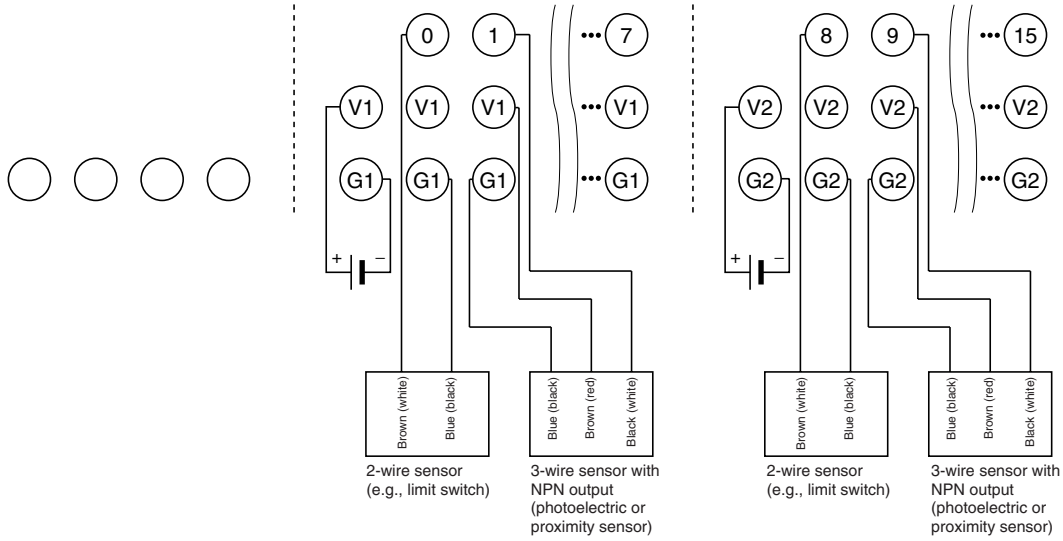 0 1 ••• 7 8 9 ••• 15
V1 V1 V1 ••• V1 V2 V2 V2 ••• V2
G1 G1 G1 ••• G1 G2 G2 G2 ••• G2
+ − + −
Brown (white)
Blue (black)
Blue (black)
Brown (red)
Black (white)
Brown (white)
Blue (black)
Blue (black)
Brown (red)
Black (white)
2-wire sensor
(e.g., limit switch)
3-wire sensor with
NPN output
(photoelectric or
proximity sensor)
2-wire sensor
(e.g., limit switch)
3-wire sensor with
NPN output
(photoelectric or
proximity sensor)